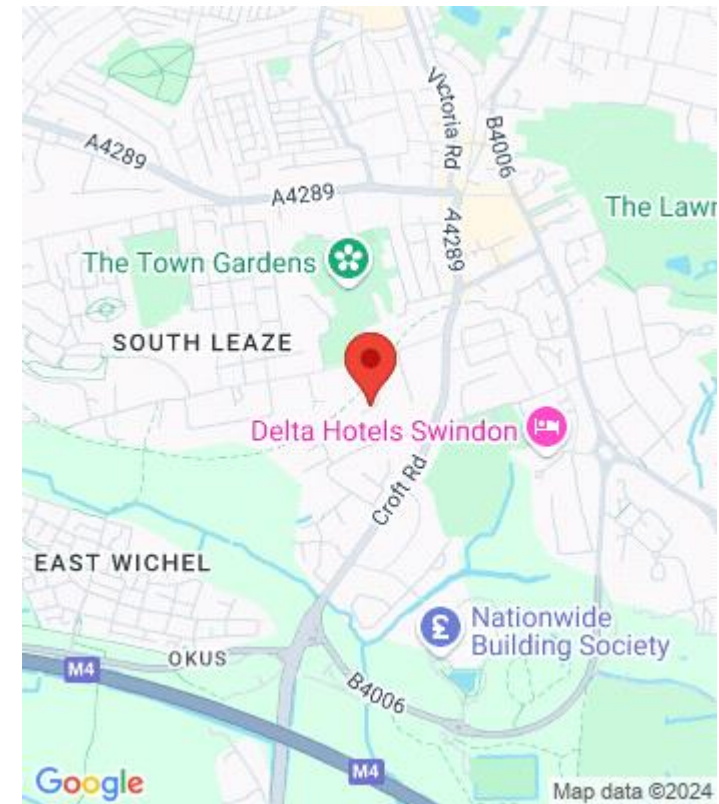 Victoria Rd
B4006
A4289
A4289
The Lawn
A4289
The Town Gardens
SOUTH LEAZE
Delta Hotels Swindon
Croft Rd
EAST WICHEL
£
Nationwide
Building Society
OKUS
M4
B4006
M4
Google
Map data ©2024